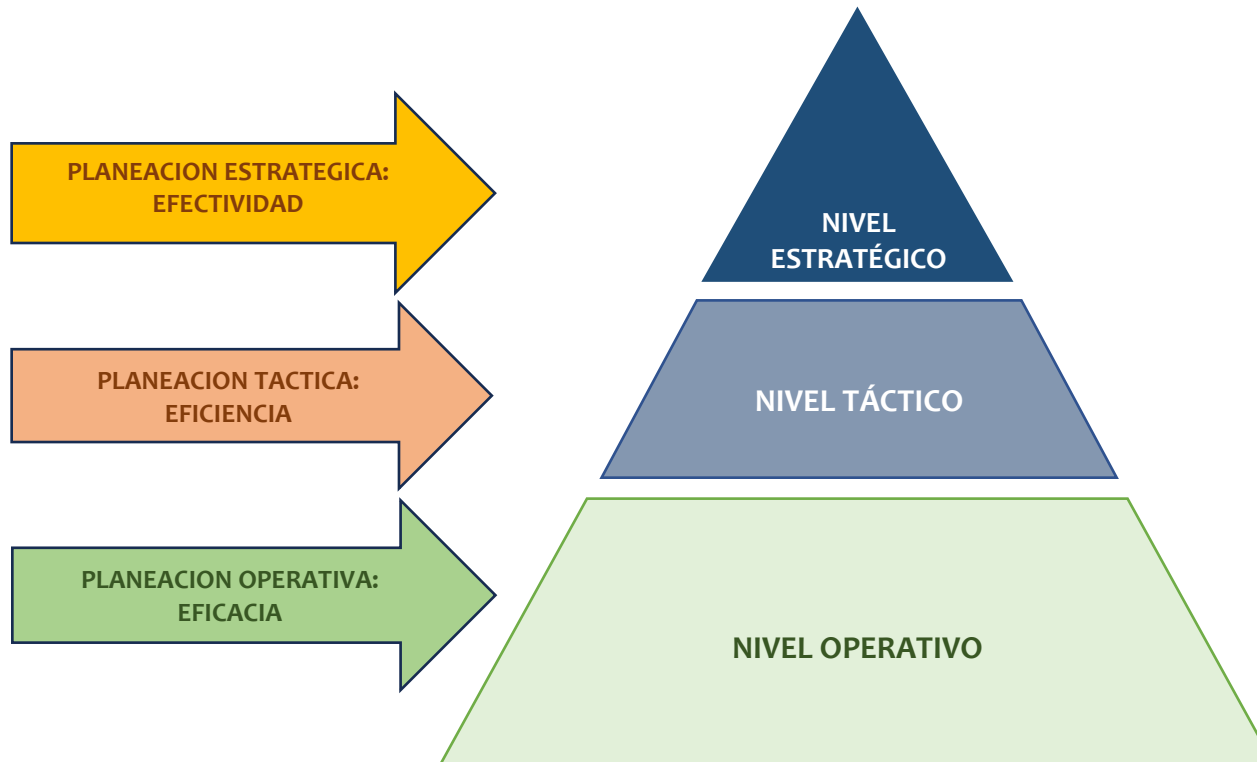 PLANEACION ESTRATEGICA:
EFECTIVIDAD
NIVEL
ESTRATÉGICO
PLANEACION TACTICA:
EFICIENCIA
NIVEL TÁCTICO
PLANEACION OPERATIVA:
EFICACIA
NIVEL OPERATIVO